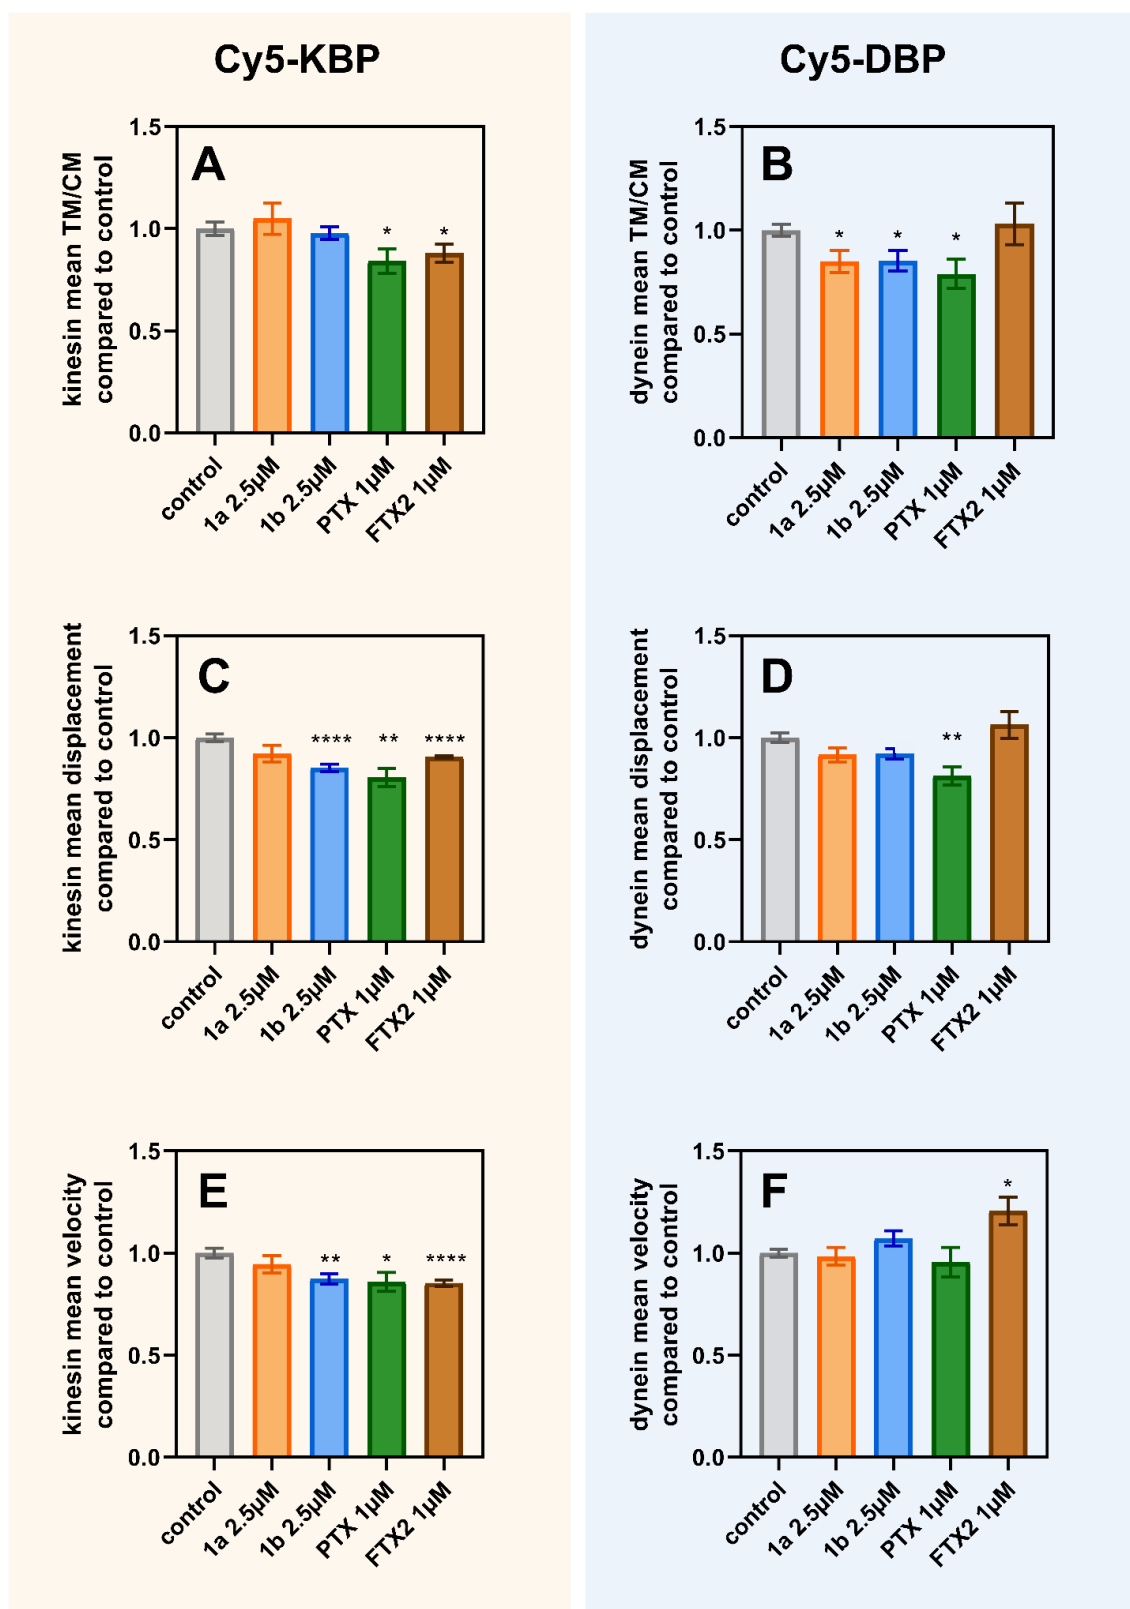 Cy5-KBP
Cy5-DBP
A
kinesin mean TM/CM
compared to control
1.5
1.0
0.5
0.0
*
*
control
1a 2.5µM
1b 2.5µM
PTX 1µM
FTX2 1µM
B
dynein mean TM/CM
compared to control
1.5
1.0
0.5
0.0
*
*
*
control
1a 2.5µM
1b 2.5µM
PTX 1µM
FTX2 1µM
C
kinesin mean displacement
compared to control
1.5
1.0
0.5
0.0
****
**
****
control
1a 2.5µM
1b 2.5µM
PTX 1µM
FTX2 1µM
D
dynein mean displacement
compared to control
1.5
1.0
0.5
0.0
**
control
1a 2.5µM
1b 2.5µM
PTX 1µM
FTX2 1µM
E
kinesin mean velocity
compared to control
1.5
1.0
0.5
0.0
**
*
****
control
1a 2.5µM
1b 2.5µM
PTX 1µM
FTX2 1µM
F
dynein mean velocity
compared to control
1.5
1.0
0.5
0.0
*
control
1a 2.5µM
1b 2.5µM
PTX 1µM
FTX2 1µM